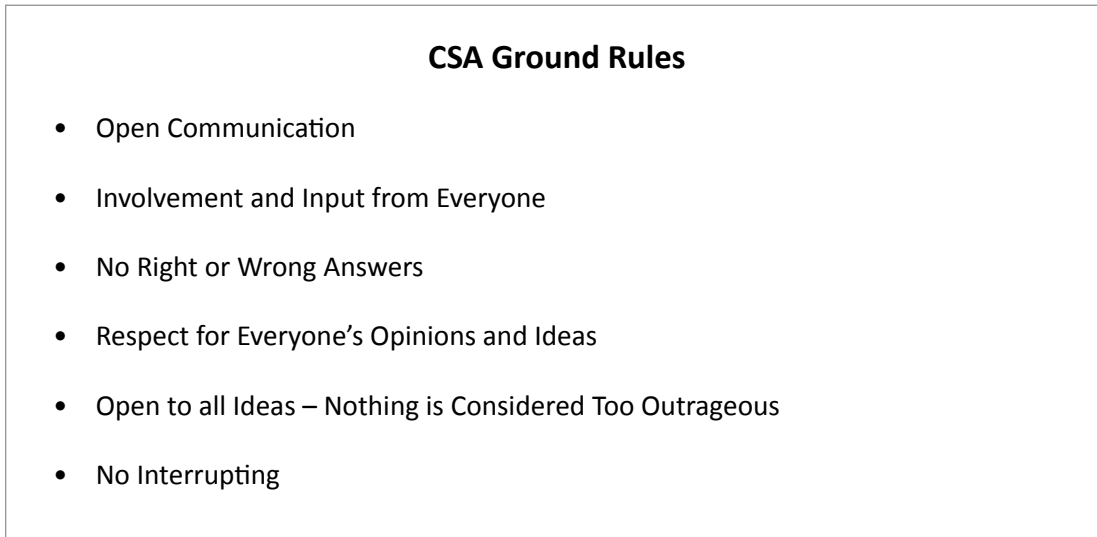 CSA Ground Rules
• Open Communication
• Involvement and Input from Everyone
• No Right or Wrong Answers
• Respect for Everyone’s Opinions and Ideas
• Open to all Ideas – Nothing is Considered Too Outrageous
• No Interrupting